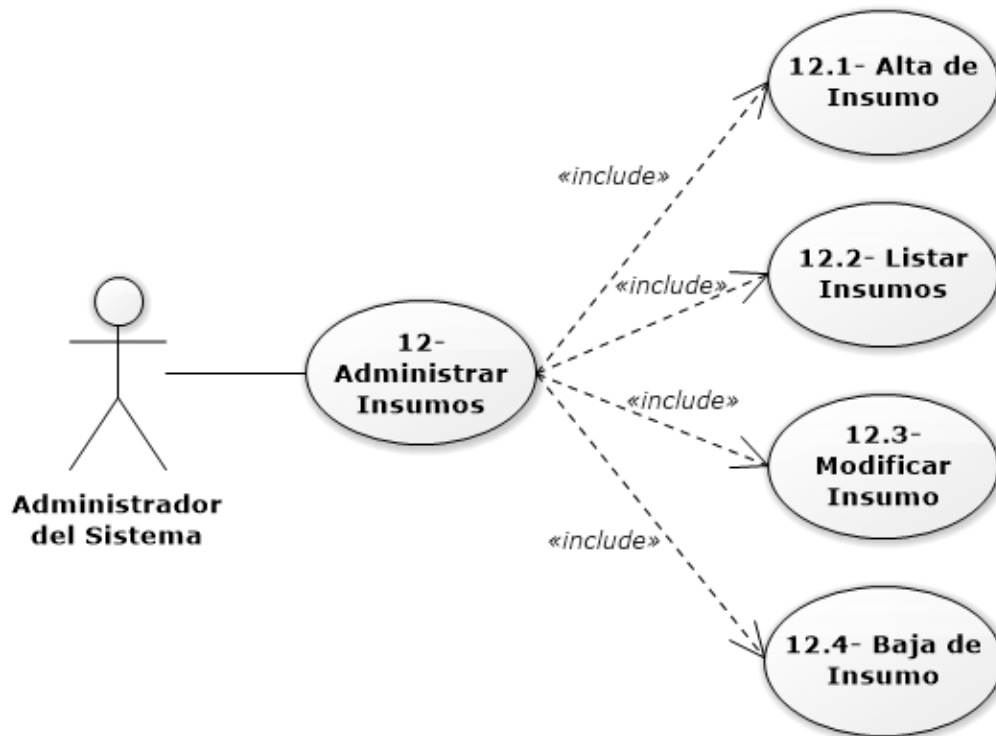 12.1- Alta de
Insumo
«include»
12.2- Listar
Insumos
«include»
12-
Administrar
Insumos
«include»
12.3-
Modificar
Insumo
Administrador
del Sistema
«include»
12.4- Baja de
Insumo